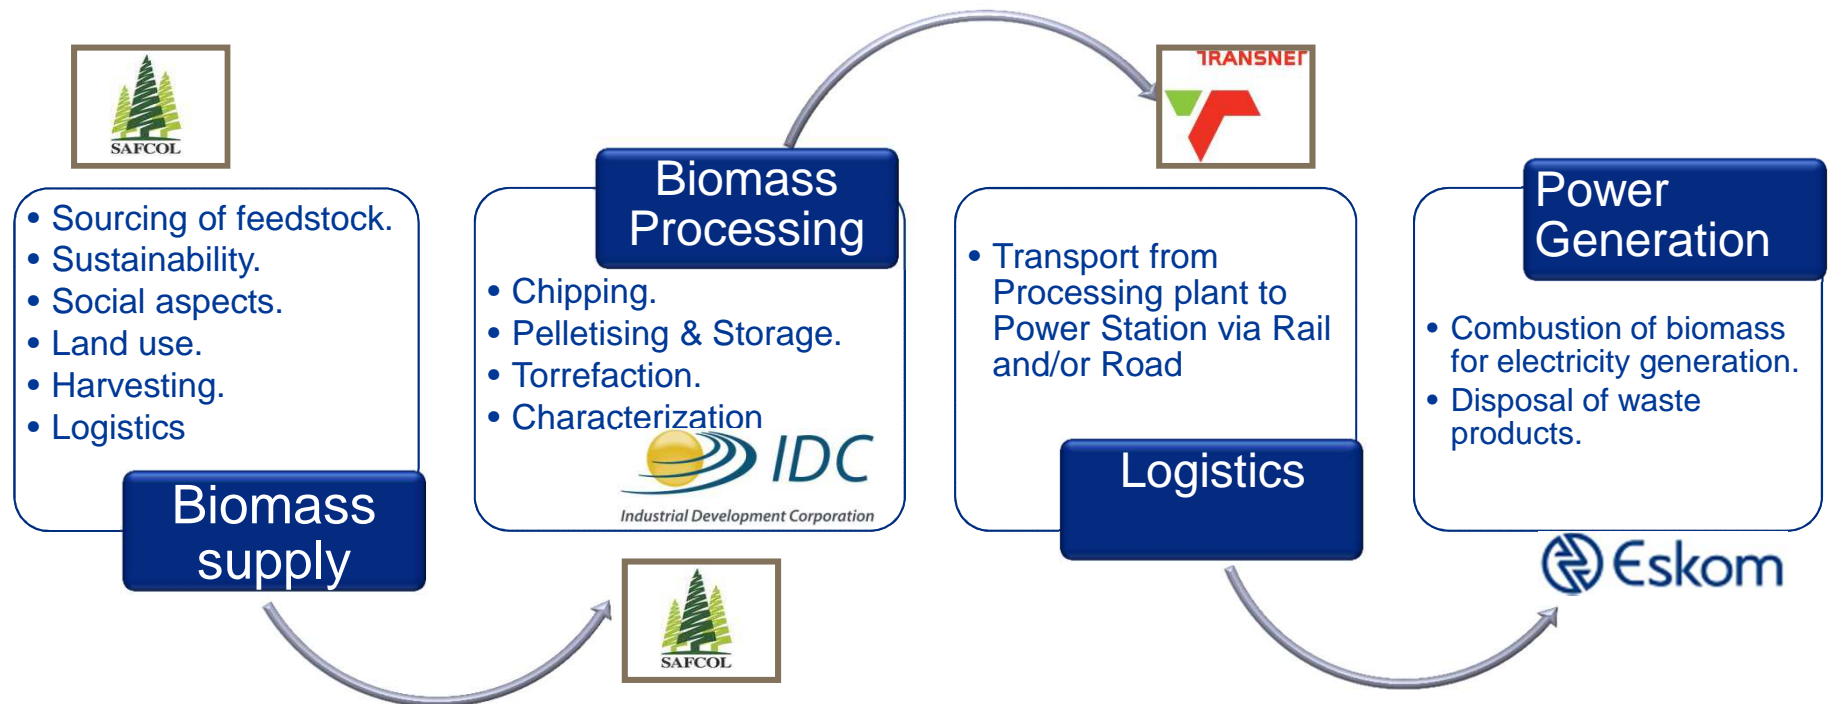 SAFCOL
• Sourcing of feedstock.
• Sustainability.
• Social aspects.
• Land use.
• Harvesting.
• Logistics
Biomass
supply
Biomass
Processing
• Chipping.
• Pelletising & Storage.
• Torrefaction.
• Characterization
IDC
Industrial Development Corporation
SAFCOL
TRANSNET
• Transport from
Processing plant to
Power Station via Rail
and/or Road
Logistics
Power
Generation
• Combustion of biomass
for electricity generation.
• Disposal of waste
products.
Eskom